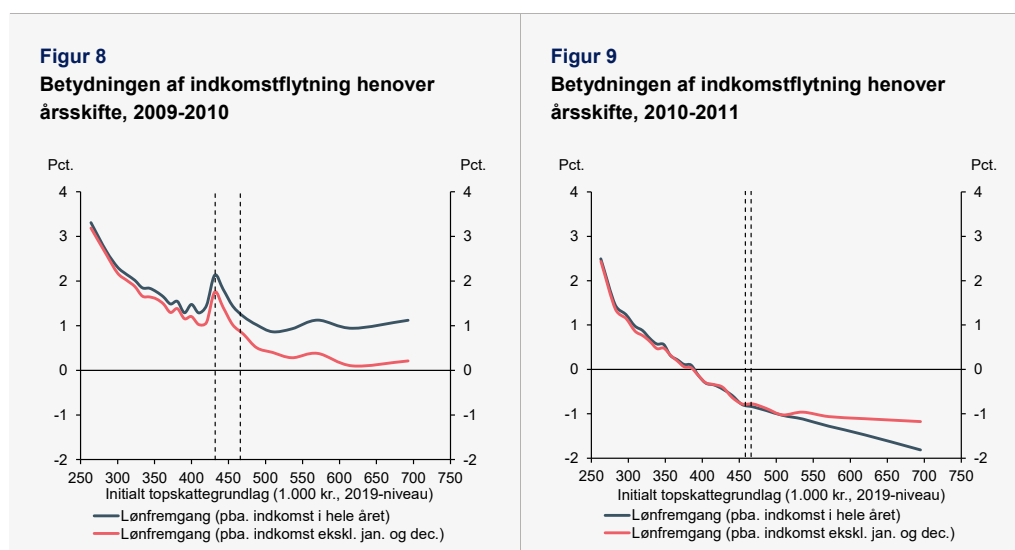 Figur 8
Betydningen af indkomstflytning henover
årsskifte, 2009-2010
Pct. Pct.
4 4
3 3
2 2
1 1
0 0
-1 -1
-2 -2
250 300 350 400 450 500 550 600 650 700 750
Initialt topskattegrundlag (1.000 kr., 2019-niveau)
Lønfremgang (pba. indkomst i hele året)
Lønfremgang (pba. indkomst ekskl. jan. og dec.)
Figur 9
Betydningen af indkomstflytning henover
årsskifte, 2010-2011
Pct. Pct.
4 4
3 3
2 2
1 1
0 0
-1 -1
-2 -2
250 300 350 400 450 500 550 600 650 700 750
Initialt topskattegrundlag (1.000 kr., 2019-niveau)
Lønfremgang (pba. indkomst i hele året)
Lønfremgang (pba. indkomst ekskl. jan. og dec.)